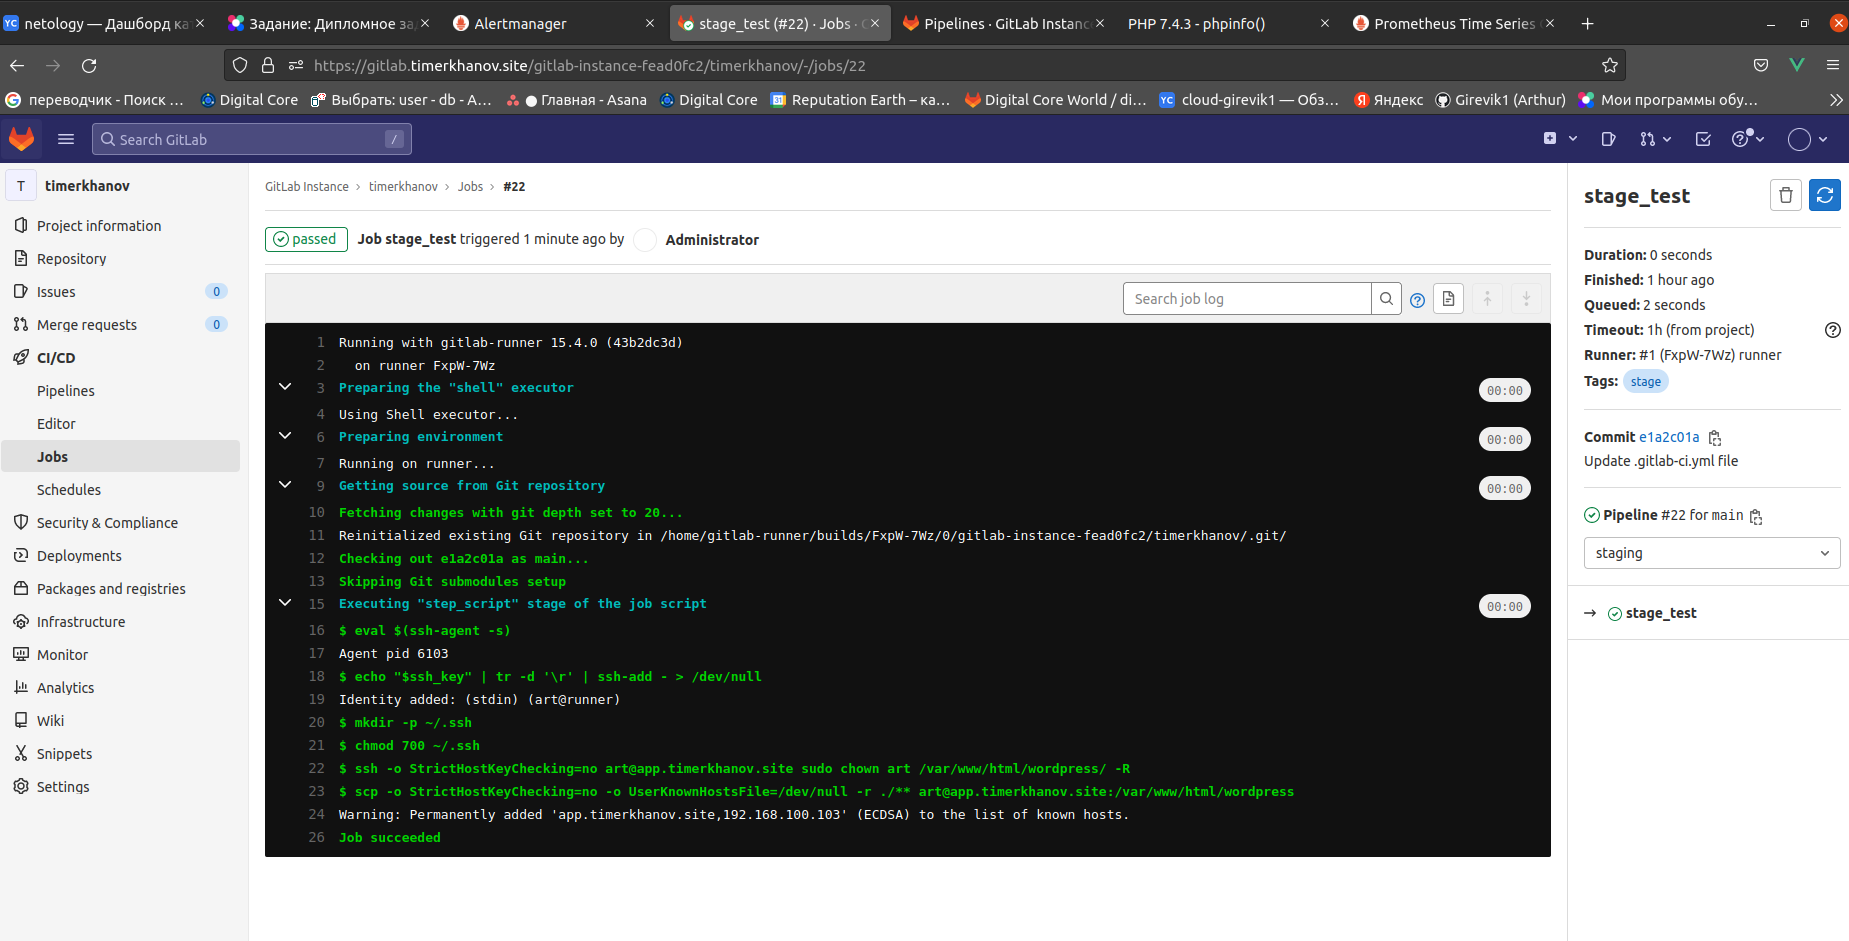 netology — Дашборд ка
Задание: Дипломное за
Alertmanager
stage_test (#22) · Jobs ·
Pipelines · GitLab Instanc
PHP 7.4.3 - phpinfo()
Prometheus Time Series
https://gitlab.timerkhanov.site/gitlab-instance-fead0fc2/timerkhanov/-/jobs/22
переводчик - Поиск …
Digital Core
Выбрать: user - db - A…
Главная - Asana
Digital Core
Reputation Earth – ка…
Digital Core World / di…
cloud-girevik1 — Обз…
Яндекс
Girevik1 (Arthur)
Мои программы обу…
Search GitLab
/
T
timerkhanov
Project information
Repository
Issues 0
Merge requests 0
CI/CD
Pipelines
Editor
Jobs
Schedules
Security & Compliance
Deployments
Packages and registries
Infrastructure
Monitor
Analytics
Wiki
Snippets
Settings
GitLab Instance › timerkhanov › Jobs › #22
passed Job stage_test triggered 1 minute ago by Administrator
Search job log
1 Running with gitlab-runner 15.4.0 (43b2dc3d)
2 on runner FxpW-7Wz
3 Preparing the "shell" executor 00:00
4 Using Shell executor...
6 Preparing environment 00:00
7 Running on runner...
9 Getting source from Git repository 00:00
10 Fetching changes with git depth set to 20...
11 Reinitialized existing Git repository in /home/gitlab-runner/builds/FxpW-7Wz/0/gitlab-instance-fead0fc2/timerkhanov/.git/
12 Checking out e1a2c01a as main...
13 Skipping Git submodules setup
15 Executing "step_script" stage of the job script 00:00
16 $ eval $(ssh-agent -s)
17 Agent pid 6103
18 $ echo "$ssh_key" | tr -d '\r' | ssh-add - > /dev/null
19 Identity added: (stdin) (art@runner)
20 $ mkdir -p ~/.ssh
21 $ chmod 700 ~/.ssh
22 $ ssh -o StrictHostKeyChecking=no art@app.timerkhanov.site sudo chown art /var/www/html/wordpress/ -R
23 $ scp -o StrictHostKeyChecking=no -o UserKnownHostsFile=/dev/null -r ./** art@app.timerkhanov.site:/var/www/html/wordpress
24 Warning: Permanently added 'app.timerkhanov.site,192.168.100.103' (ECDSA) to the list of known hosts.
26 Job succeeded
stage_test
Duration: 0 seconds
Finished: 1 hour ago
Queued: 2 seconds
Timeout: 1h (from project)
Runner: #1 (FxpW-7Wz) runner
Tags: stage
Commit e1a2c01a
Update .gitlab-ci.yml file
Pipeline #22 for main
staging
→ stage_test